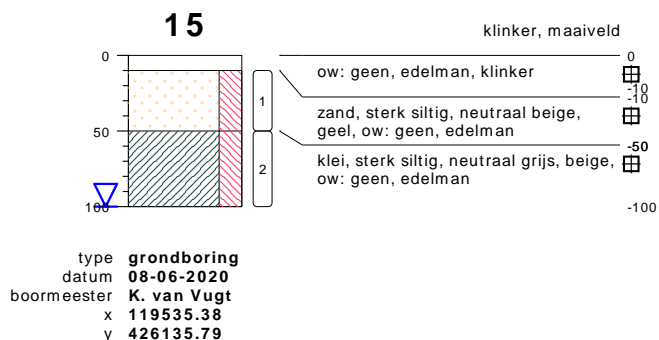 15
klinker, maaiveld
0
50
100
1
2
0
ow: geen, edelman, klinker
-10
-10
zand, sterk siltig, neutraal beige,
geel, ow: geen, edelman
-50
klei, sterk siltig, neutraal grijs, beige,
ow: geen, edelman
-100
type grondboring
datum 08-06-2020
boormeester K. van Vugt
x 119535.38
y 426135.79